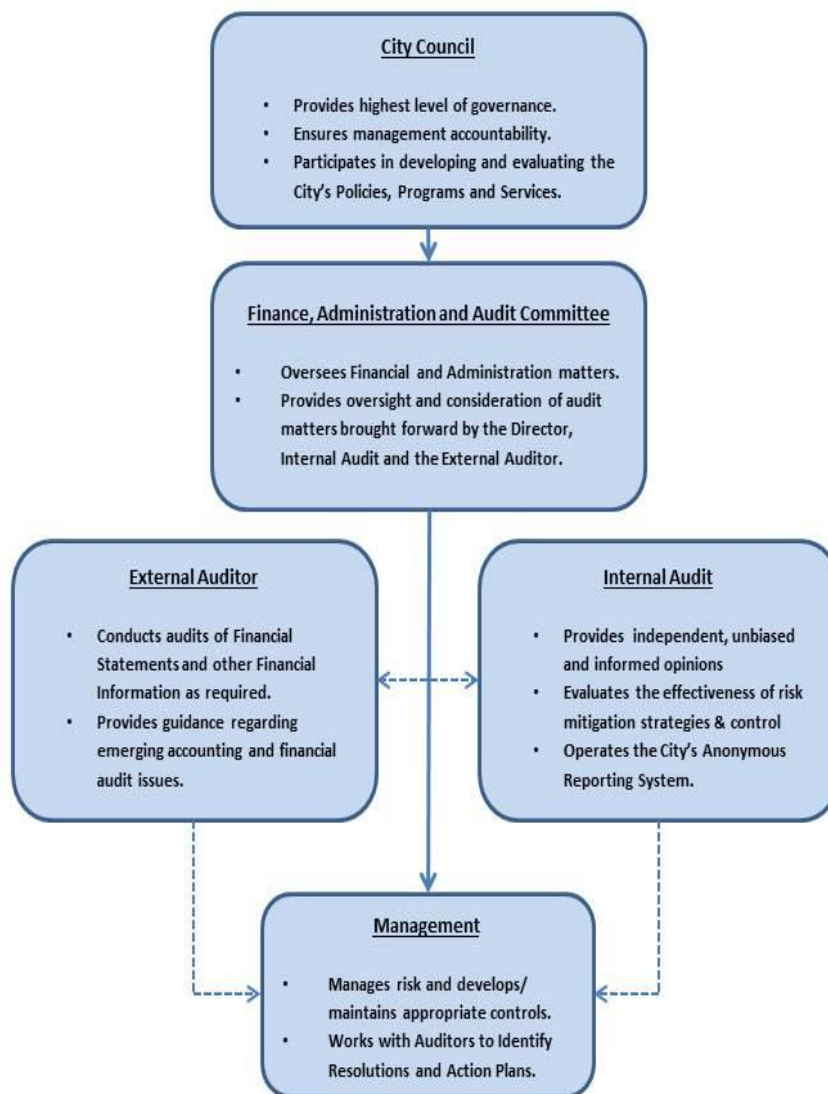 City Council
• Provides highest level of governance.
• Ensures management accountability.
• Participates in developing and evaluating the
City's Policies, Programs and Services.
Finance, Administration and Audit Committee
• Oversees Financial and Administration matters.
• Provides oversight and consideration of audit
matters brought forward by the Director,
Internal Audit and the External Auditor.
External Auditor
• Conducts audits of Financial
Statements and other Financial
Information as required.
• Provides guidance regarding
emerging accounting and financial
audit issues.
Internal Audit
• Provides independent, unbiased
and informed opinions
• Evaluates the effectiveness of risk
mitigation strategies & control
• Operates the City's Anonymous
Reporting System.
Management
• Manages risk and develops/
maintains appropriate controls.
• Works with Auditors to Identify
Resolutions and Action Plans.